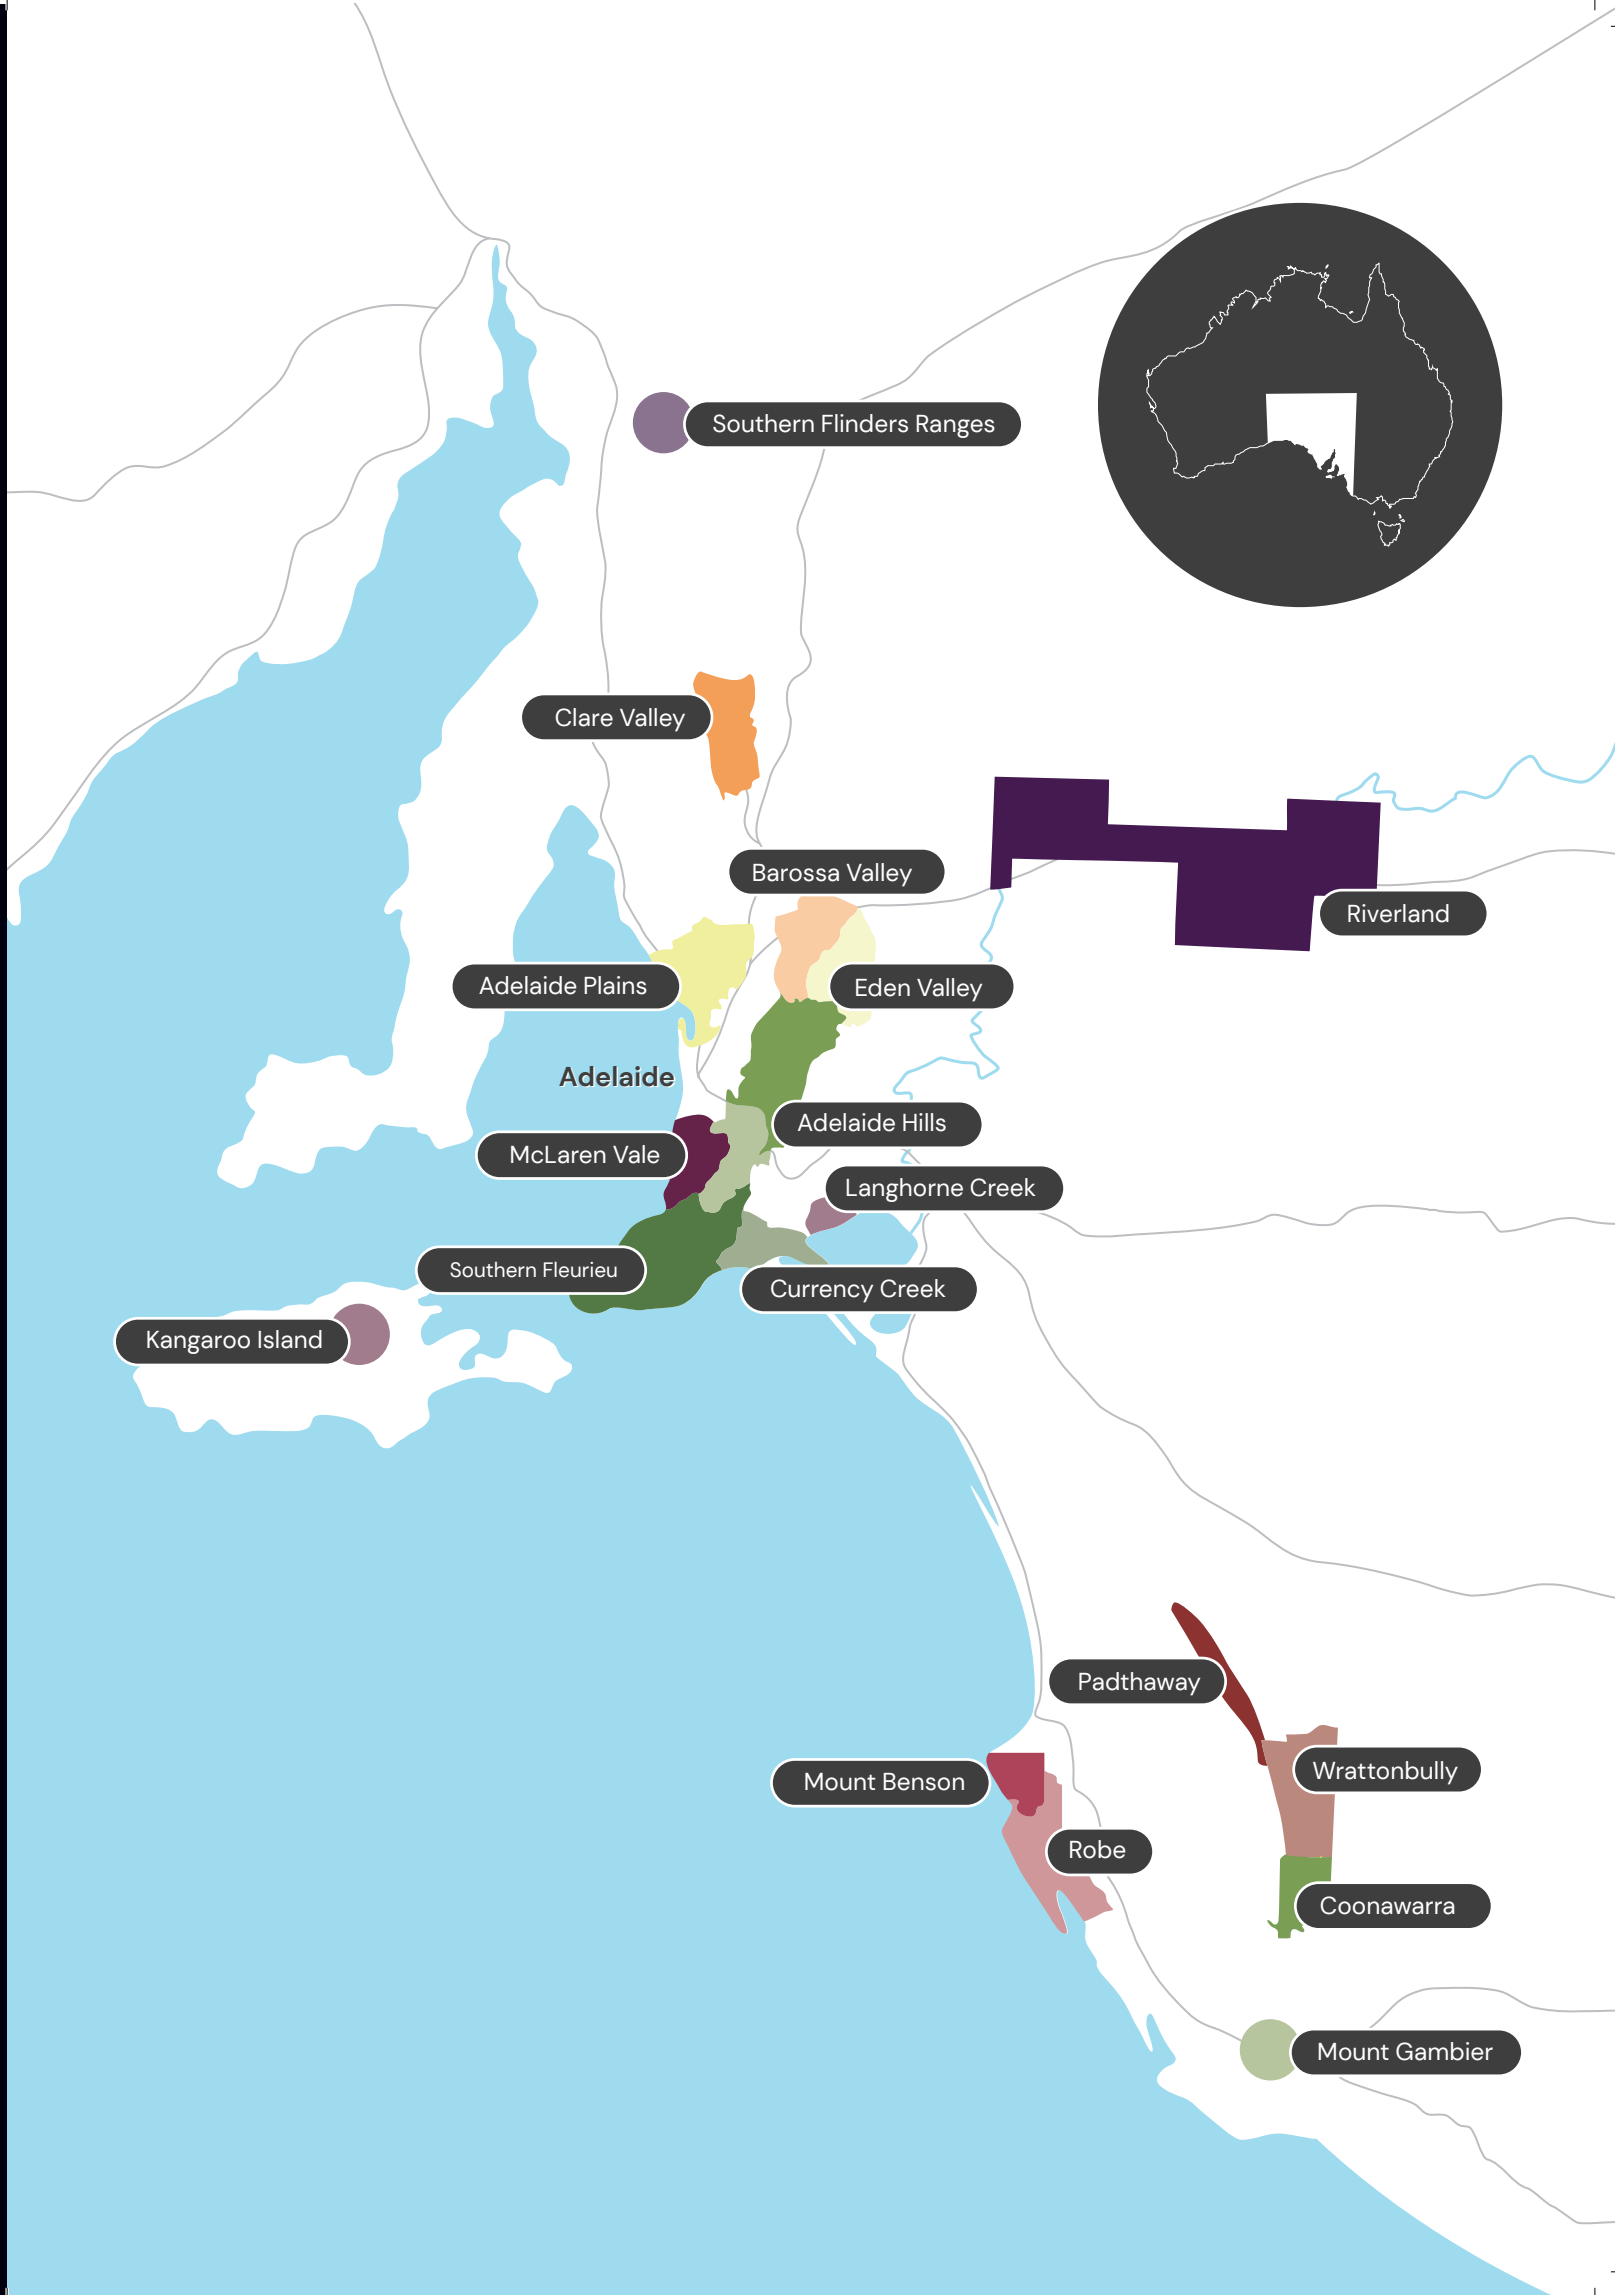 Southern Flinders Ranges
Clare Valley
Barossa Valley
Riverland
Adelaide Plains
Eden Valley
Adelaide
Adelaide Hills
McLaren Vale
Langhorne Creek
Southern Fleurieu
Currency Creek
Kangaroo Island
Padthaway
Wrattonbully
Mount Benson
Robe
Coonawarra
Mount Gambier